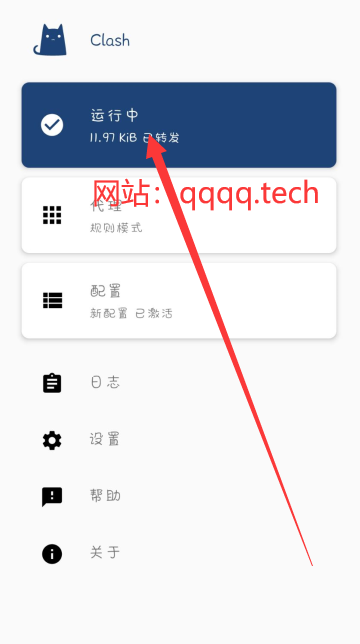 Clash
运行中
11.97 KiB 已转发
网站：qqqq.tech
代理
规则模式
配置
新配置 已激活
日志
设置
帮助
关于